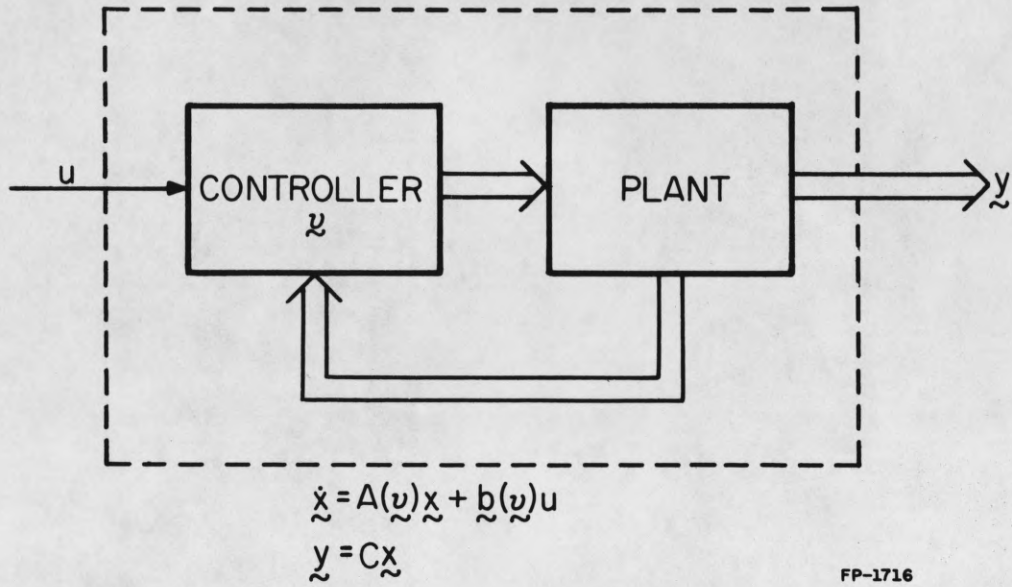 u
CONTROLLER
v
PLANT
y
ẋ = A(v)x + b(v)u
y = Cx
FP-1716